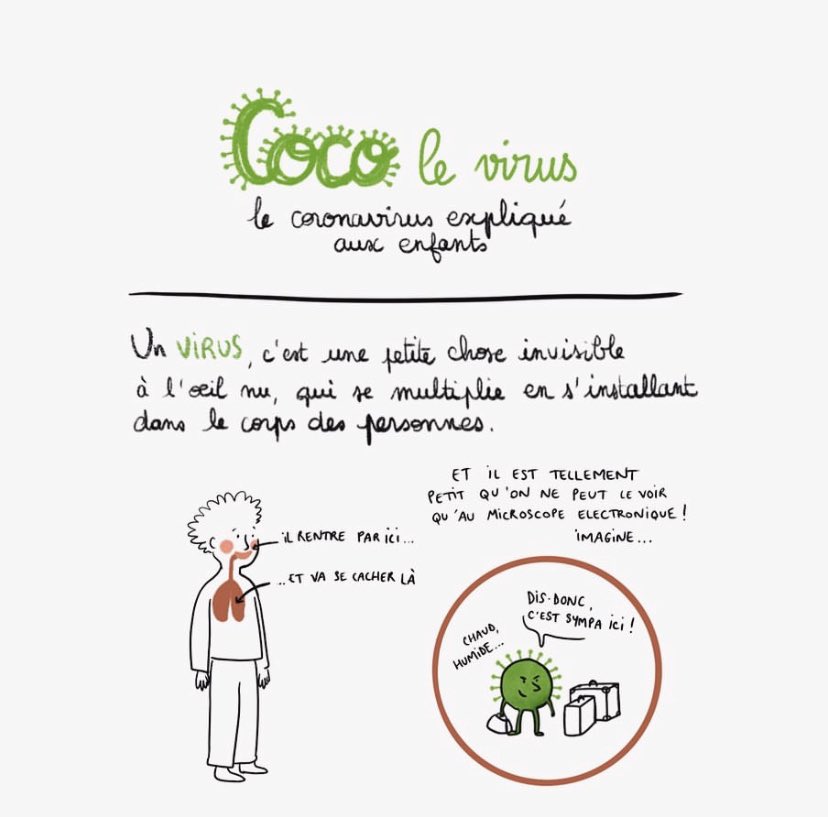 Coco le virus
le coronavirus expliqué
aux enfants
Un VIRUS, c'est une petite chose invisible
à l'œil nu, qui se multiplie en s'installant
dans le corps des personnes.
ET iL EST TELLEMENT
PETIT QU'ON NE PEUT LE VOIR
QU'AU MICROSCOPE ELECTRONIQUE !
iMAGINE...
iL RENTRE PAR iCi...
..ET VA SE CACHER LÀ
DIS-DONC,
C'EST SYMPA ICI !
CHAUD,
HUMIDE...